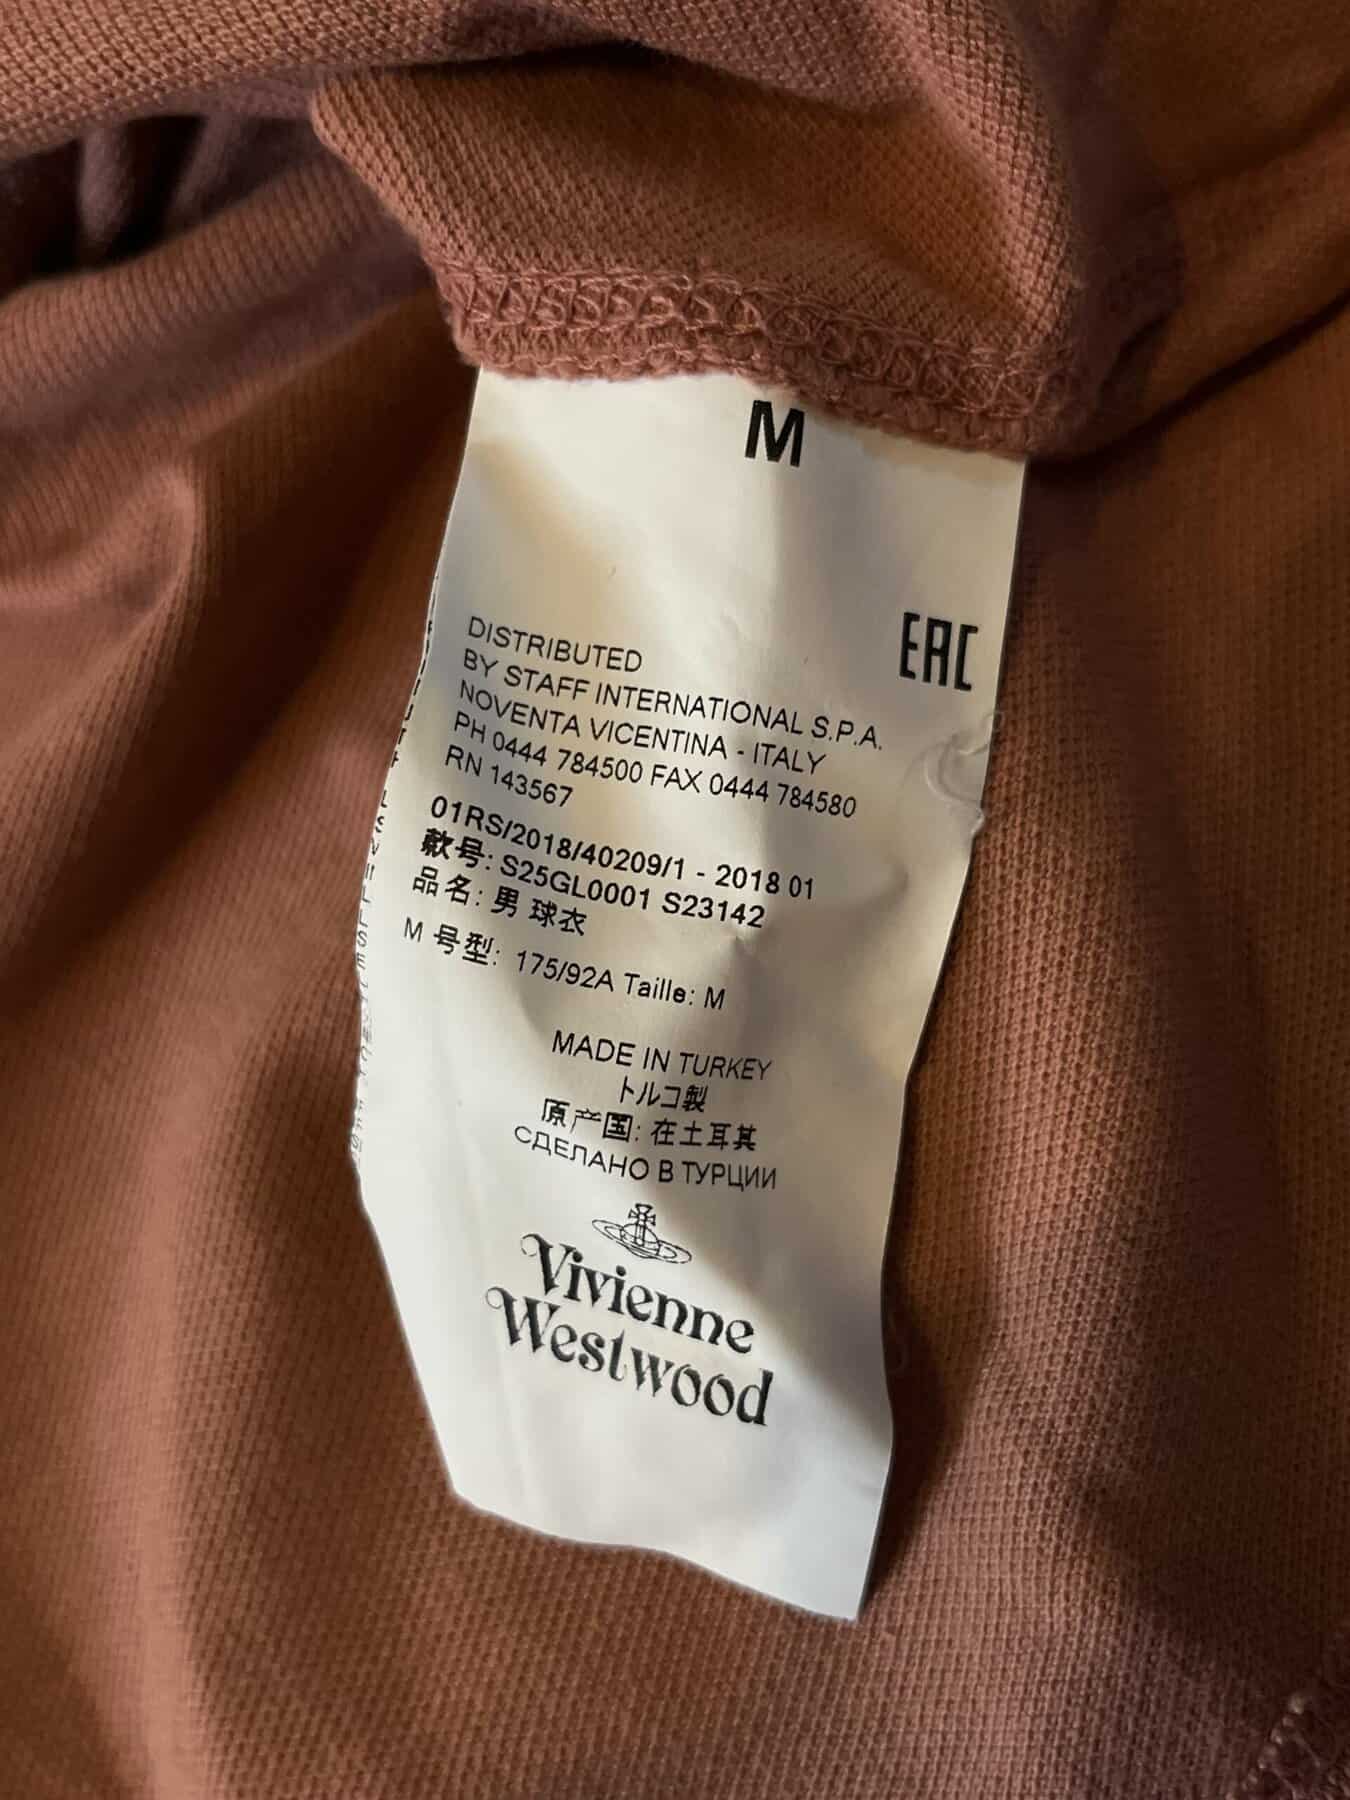 M
EAC
DISTRIBUTED
BY STAFF INTERNATIONAL S.P.A.
NOVENTA VICENTINA - ITALY
PH 0444 784500 FAX 0444 784580
RN 143567
01RS/2018/40209/1 - 2018 01
款号: S25GL0001 S23142
品名: 男 球衣
M 号型: 175/92A Taille: M
MADE IN TURKEY
トルコ製
原产国: 在土耳其
СДЕЛАНО В ТУРЦИИ
Vivienne
Westwood